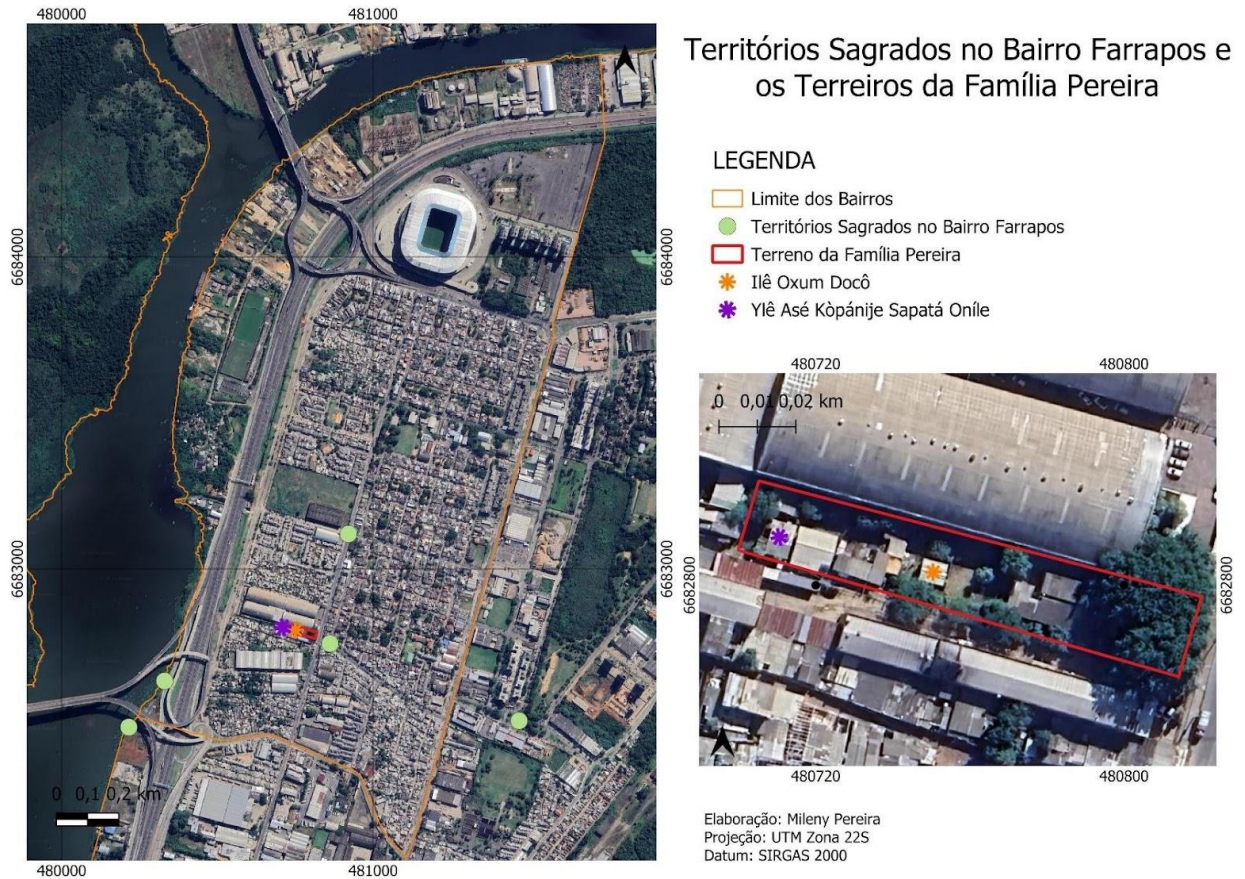 480000 481000
6684000 6684000
6683000 6683000
0 0,1 0,2 km
480000 481000
Territórios Sagrados no Bairro Farrapos e
os Terreiros da Família Pereira
LEGENDA
Limite dos Bairros
Territórios Sagrados no Bairro Farrapos
Terreno da Família Pereira
Ilê Oxum Docô
Ylê Asé Kòpánije Sapatá Oníle
480720 480800
0 0,01 0,02 km
6682800 6682800
480720 480800
Elaboração: Mileny Pereira
Projeção: UTM Zona 22S
Datum: SIRGAS 2000